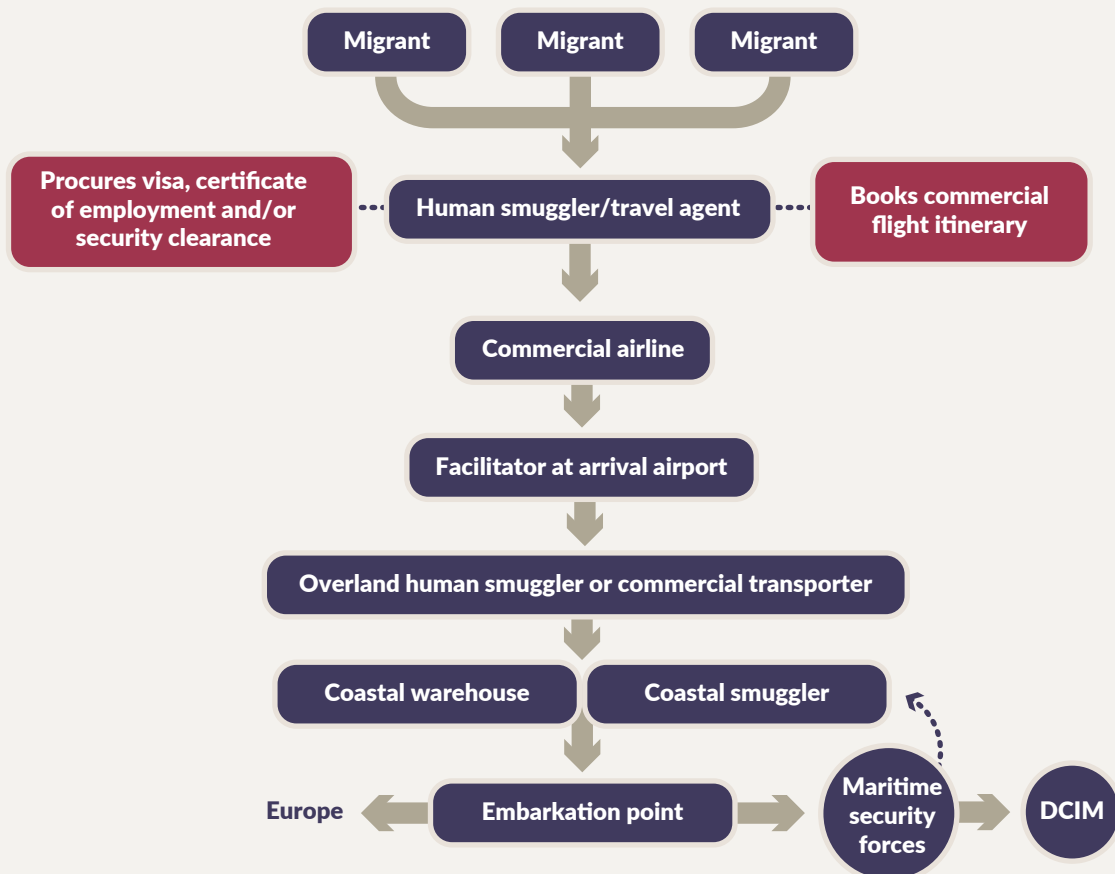 Migrant
Migrant
Migrant
Procures visa, certificate
of employment and/or
security clearance
Human smuggler/travel agent
Books commercial
flight itinerary
Commercial airline
Facilitator at arrival airport
Overland human smuggler or commercial transporter
Coastal warehouse
Coastal smuggler
Europe
Embarkation point
Maritime
security
forces
DCIM